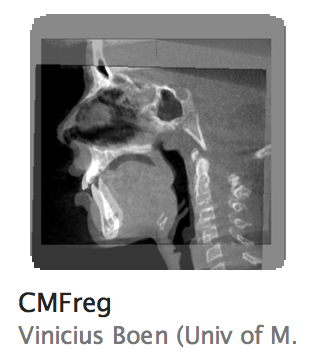 CMFreg
Vinicius Boen (Univ of M.